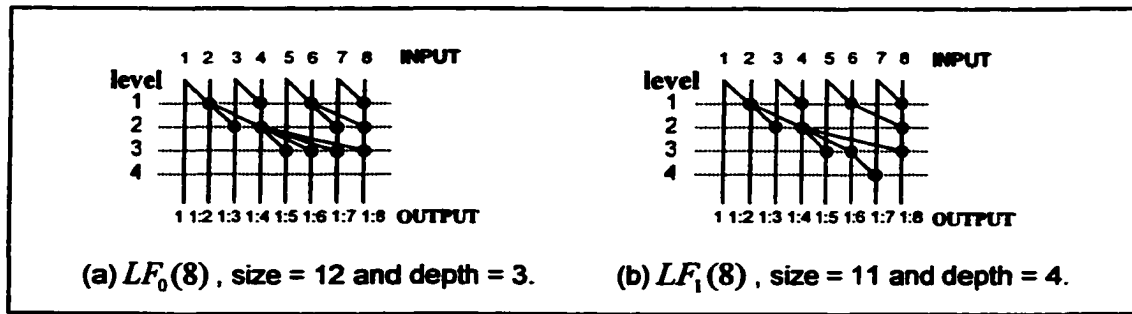 1 2 3 4 5 6 7 8 INPUT
level
1
2
3
4
1 1:2 1:3 1:4 1:5 1:6 1:7 1:8 OUTPUT
(a) LF₀(8) , size = 12 and depth = 3.
1 2 3 4 5 6 7 8 INPUT
level
1
2
3
4
1 1:2 1:3 1:4 1:5 1:6 1:7 1:8 OUTPUT
(b) LF₁(8) , size = 11 and depth = 4.